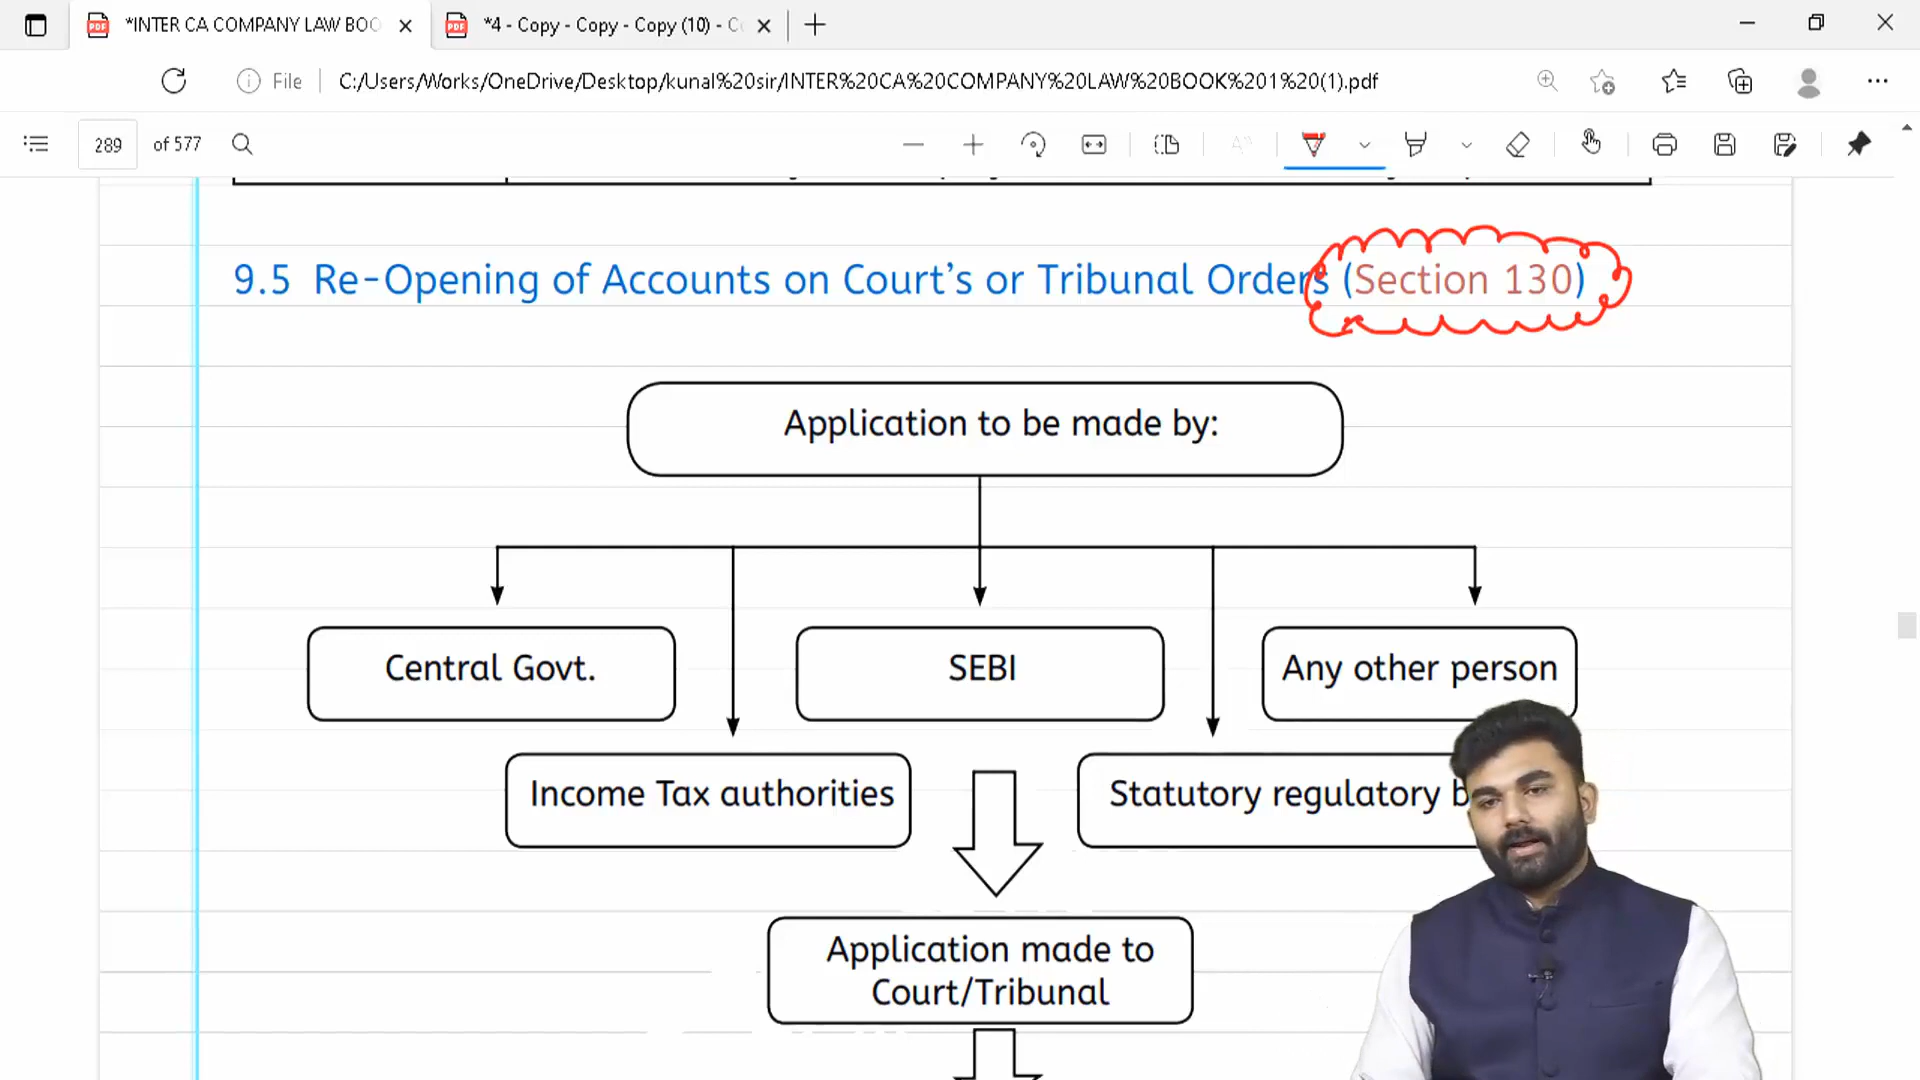 *INTER CA COMPANY LAW BOO
*4 - Copy - Copy - Copy (10) - C
File
C:/Users/Works/OneDrive/Desktop/kunal%20sir/INTER%20CA%20COMPANY%20LAW%20BOOK%201%20(1).pdf
289 of 577
9.5 Re-Opening of Accounts on Court's or Tribunal Orders (Section 130)
Application to be made by:
Central Govt.
SEBI
Any other person
Income Tax authorities
Statutory regulatory b
Application made to
Court/Tribunal